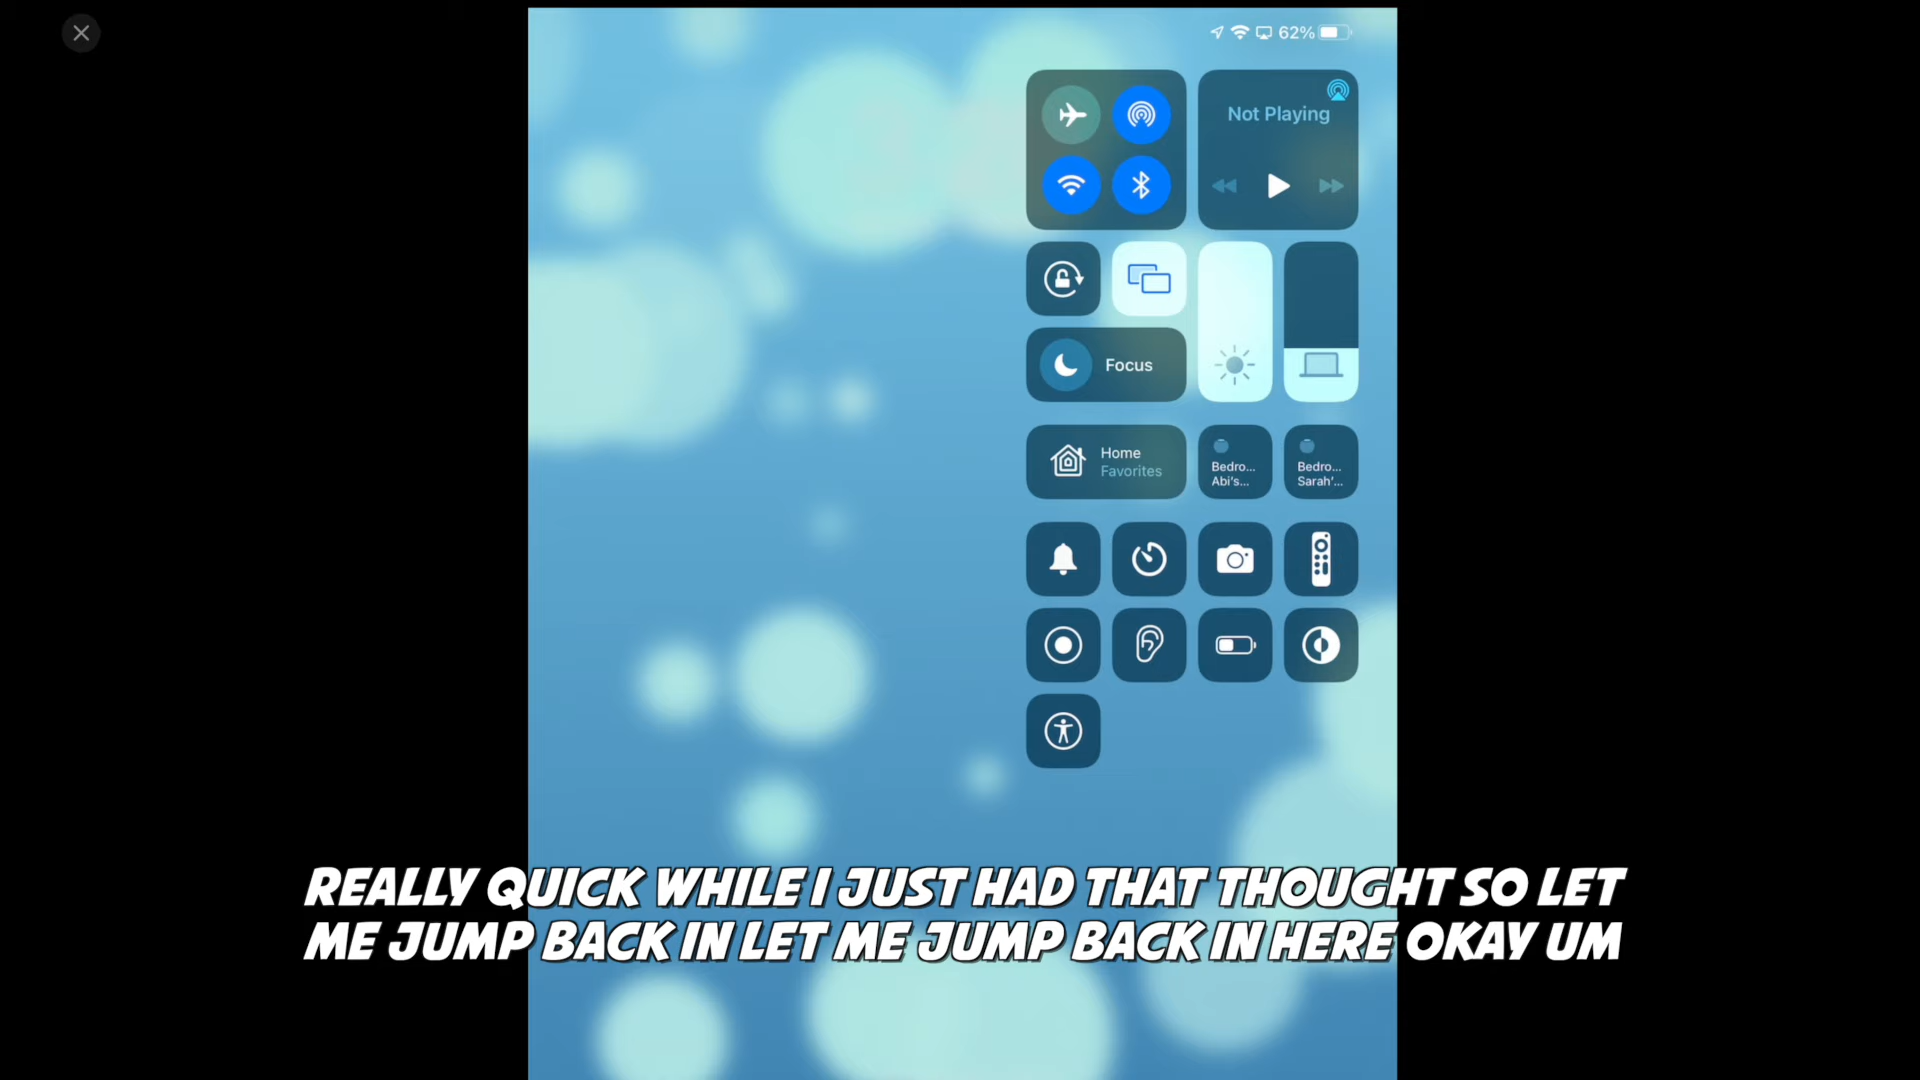 62%
Not Playing
Focus
Home
Favorites
Bedro...
Abi's...
Bedro...
Sarah'...
REALLY QUICK WHILE I JUST HAD THAT THOUGHT SO LET
ME JUMP BACK IN LET ME JUMP BACK IN HERE OKAY UM